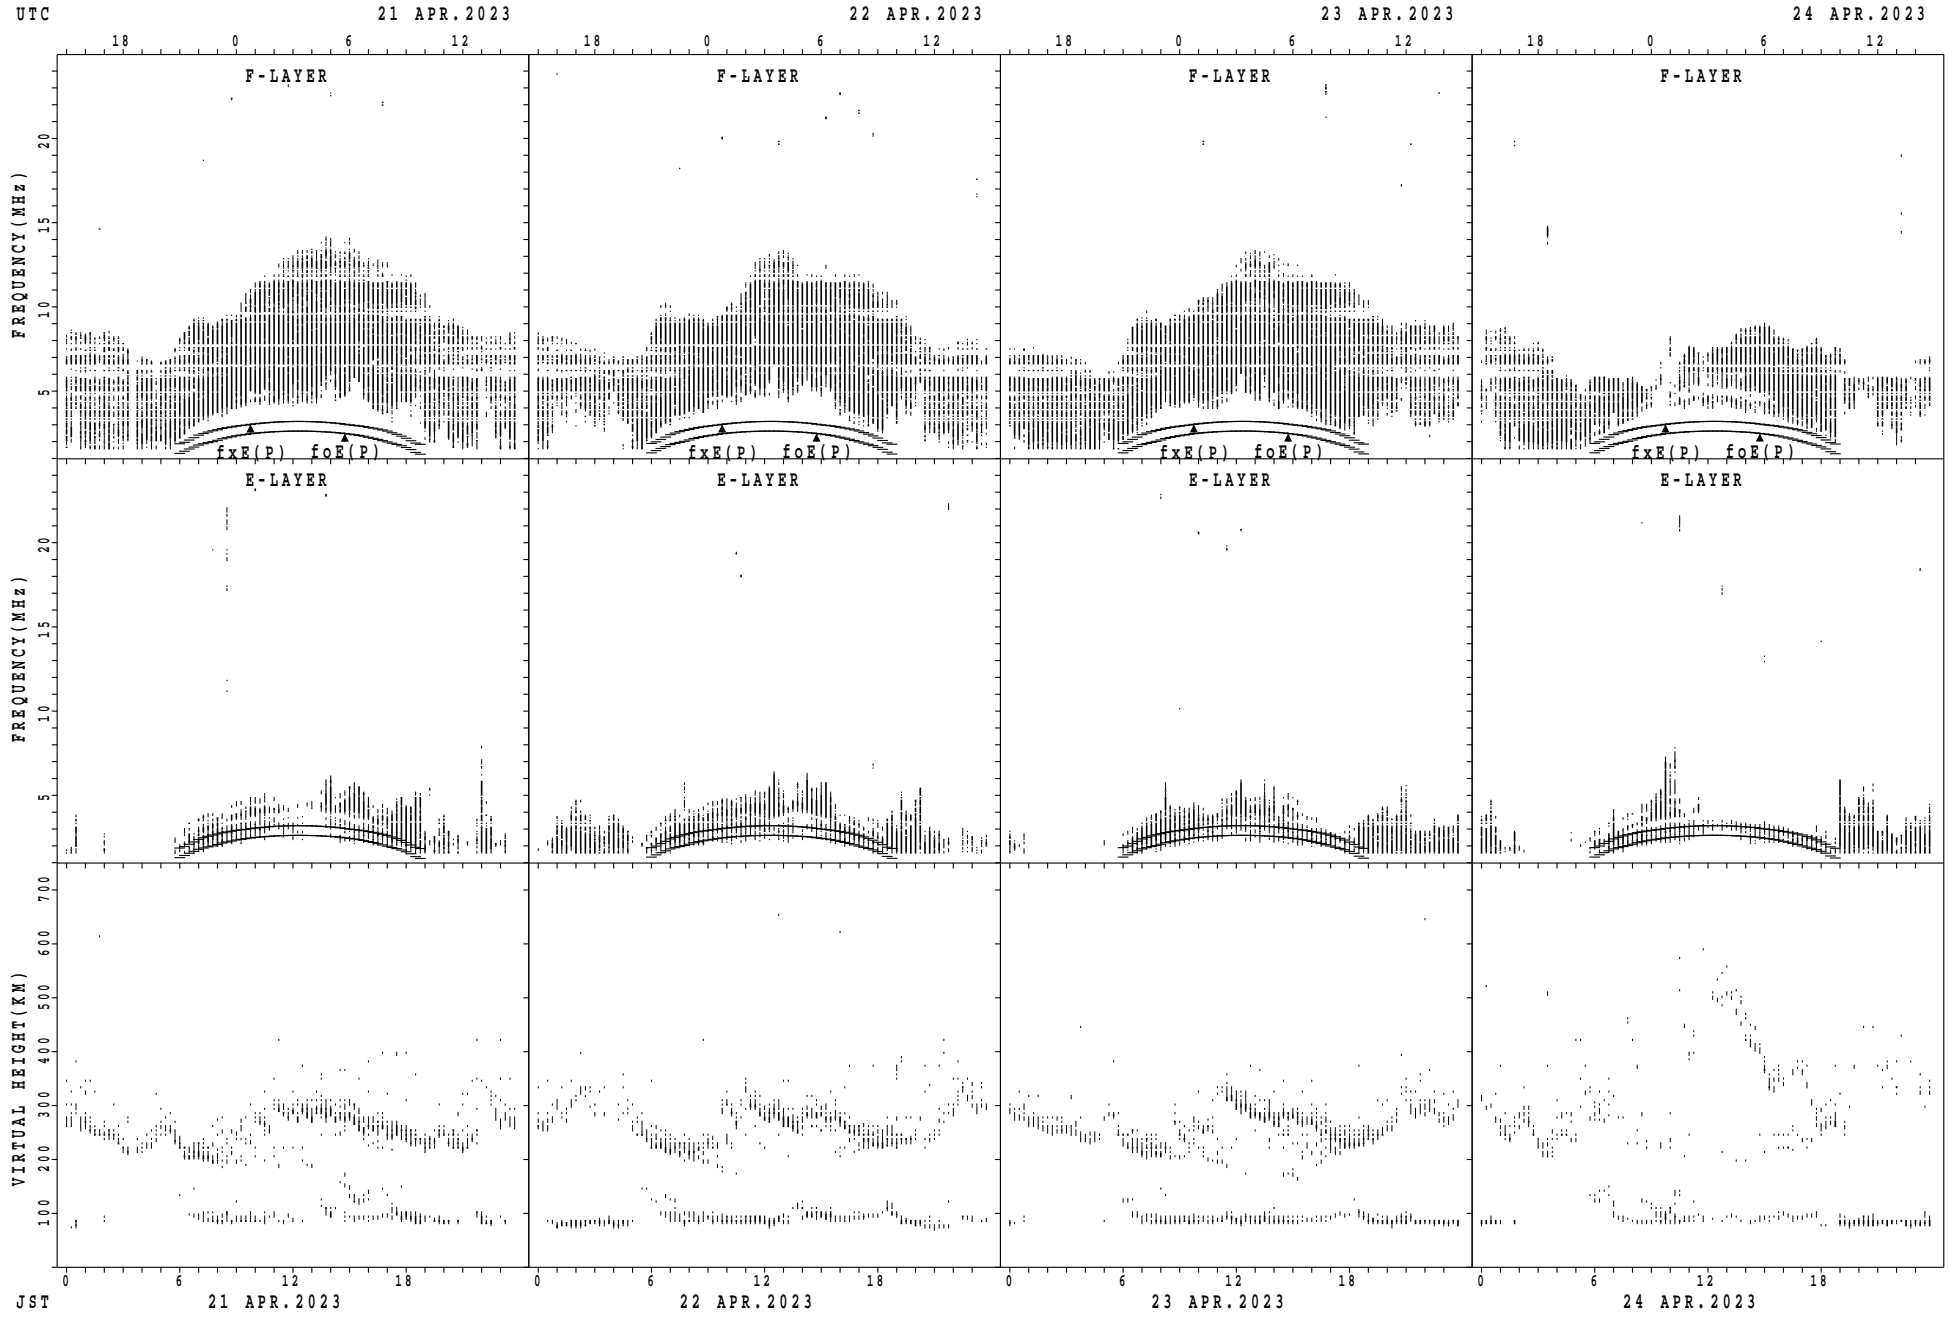 UTC 21 APR.2023 22 APR.2023 23 APR.2023 24 APR.2023
18 0 6 12 18 0 6 12 18 0 6 12 18 0 6 12
F-LAYER F-LAYER F-LAYER F-LAYER
FREQUENCY(MHz)
20
15
10
5
fxE(P) foE(P) fxE(P) foE(P) fxE(P) foE(P) fxE(P) foE(P)
E-LAYER E-LAYER E-LAYER E-LAYER
FREQUENCY(MHz)
20
15
10
5
VIRTUAL HEIGHT(KM)
700
600
500
400
300
200
100
0 6 12 18 0 6 12 18 0 6 12 18 0 6 12 18
JST 21 APR.2023 22 APR.2023 23 APR.2023 24 APR.2023